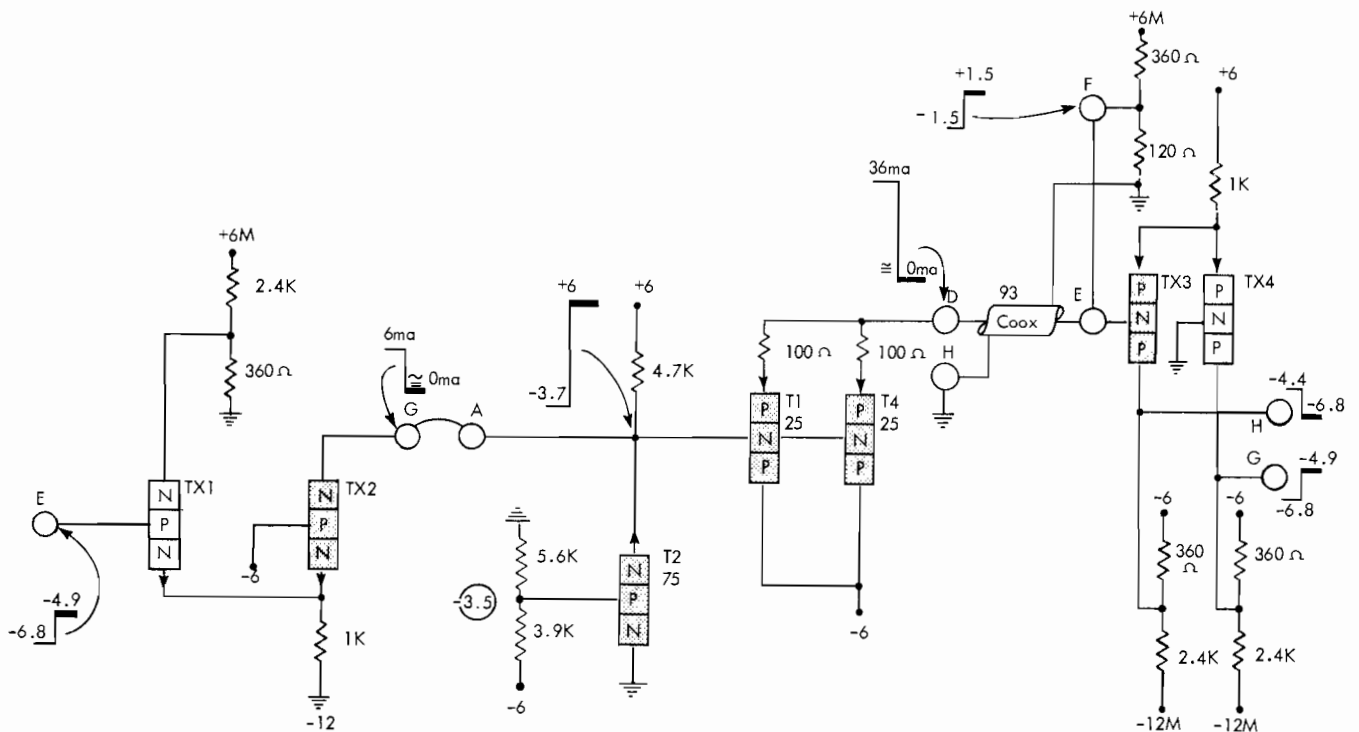 +6M
360 Ω
+1.5
-1.5
F
+6
120 Ω
1K
36ma
≅ 0ma
D
93
Coax
E
H
P
N
P
TX3
P
N
P
TX4
+6M
2.4K
360 Ω
6ma
≅ 0ma
G
A
+6
-3.7
+6
4.7K
100 Ω
100 Ω
P
N
P
T1
25
P
N
P
T4
25
-6
-4.4
-6.8
H
-4.9
-6.8
G
E
-4.9
-6.8
N
P
N
TX1
N
P
N
TX2
-6
1K
-12
5.6K
-3.5
3.9K
-6
N
P
N
T2
75
-6
-6
360
Ω
360 Ω
2.4K
2.4K
-12M
-12M